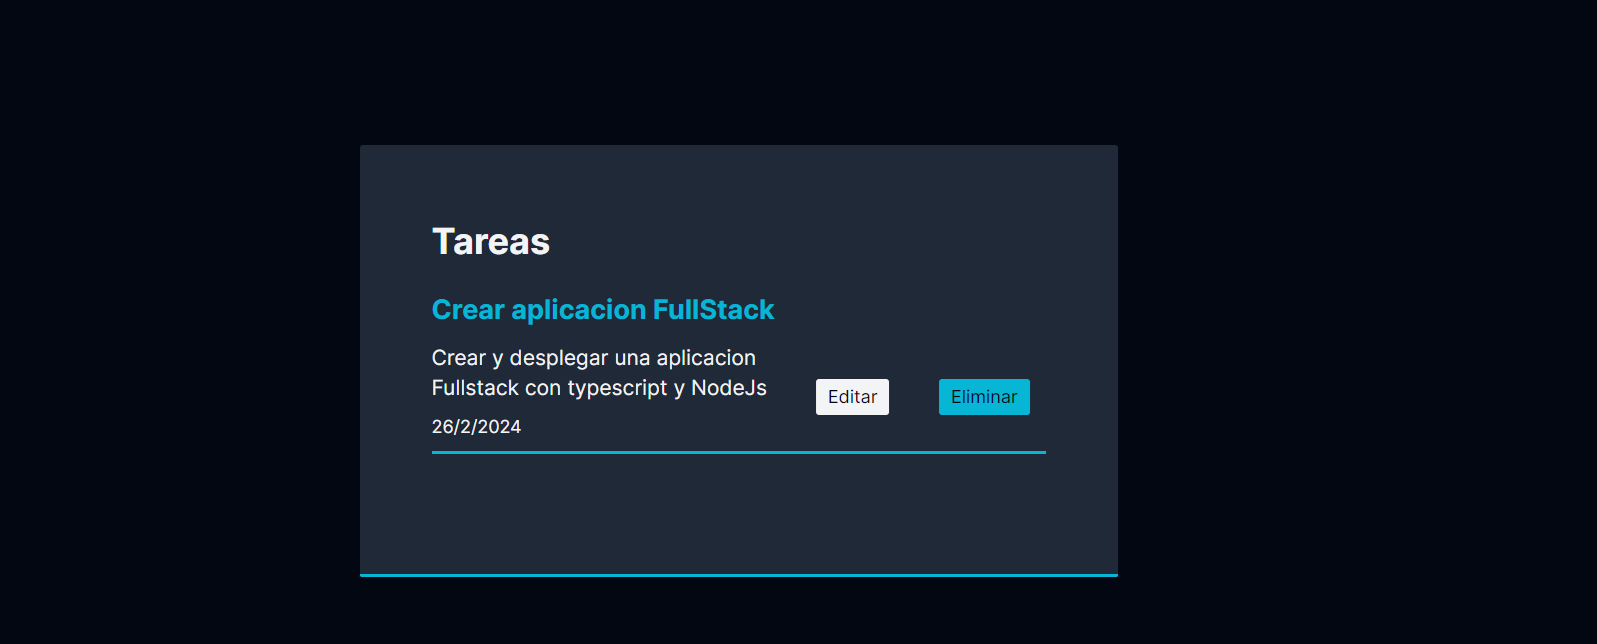 Tareas
Crear aplicacion FullStack
Crear y desplegar una aplicacion
Fullstack con typescript y NodeJs
Editar
Eliminar
26/2/2024